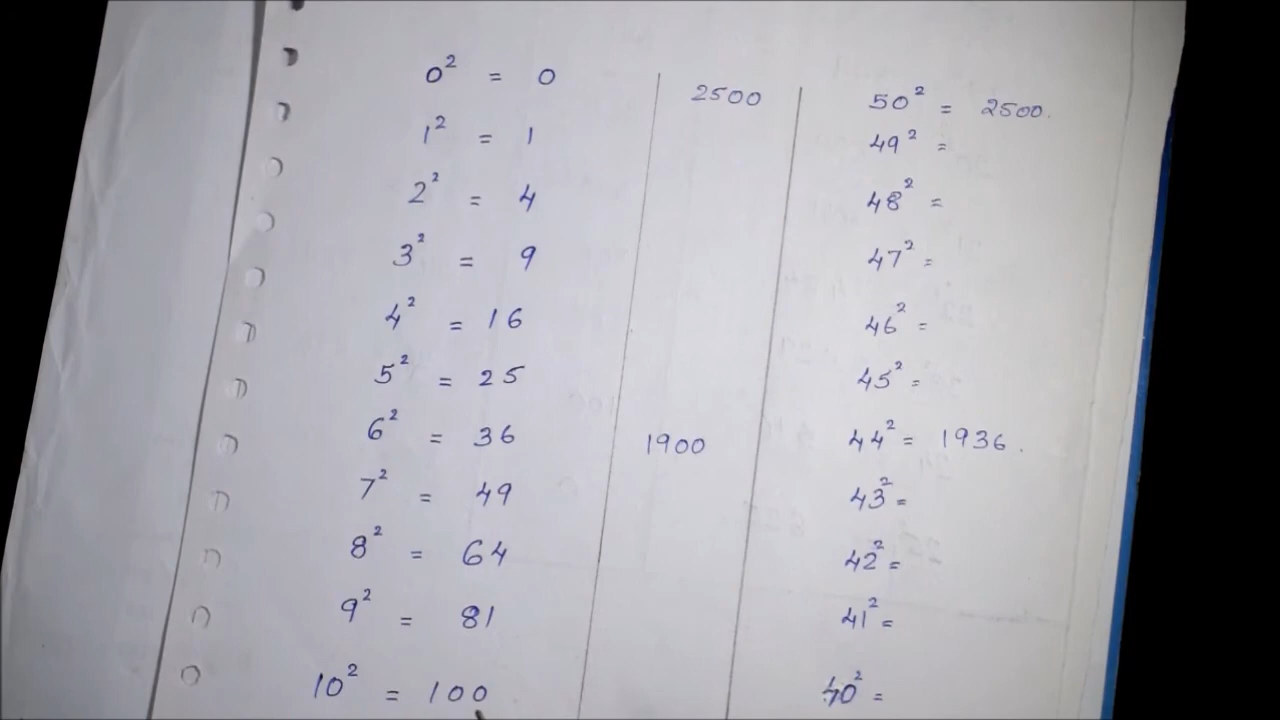 0² = 0 2500 50² = 2500.
1² = 1 49² =
2² = 4 48² =
3² = 9 47² =
4² = 16 46² =
5² = 25 45² =
6² = 36 1900 44² = 1936.
7² = 49 43² =
8² = 64 42² =
9² = 81 41² =
10² = 100 40² =